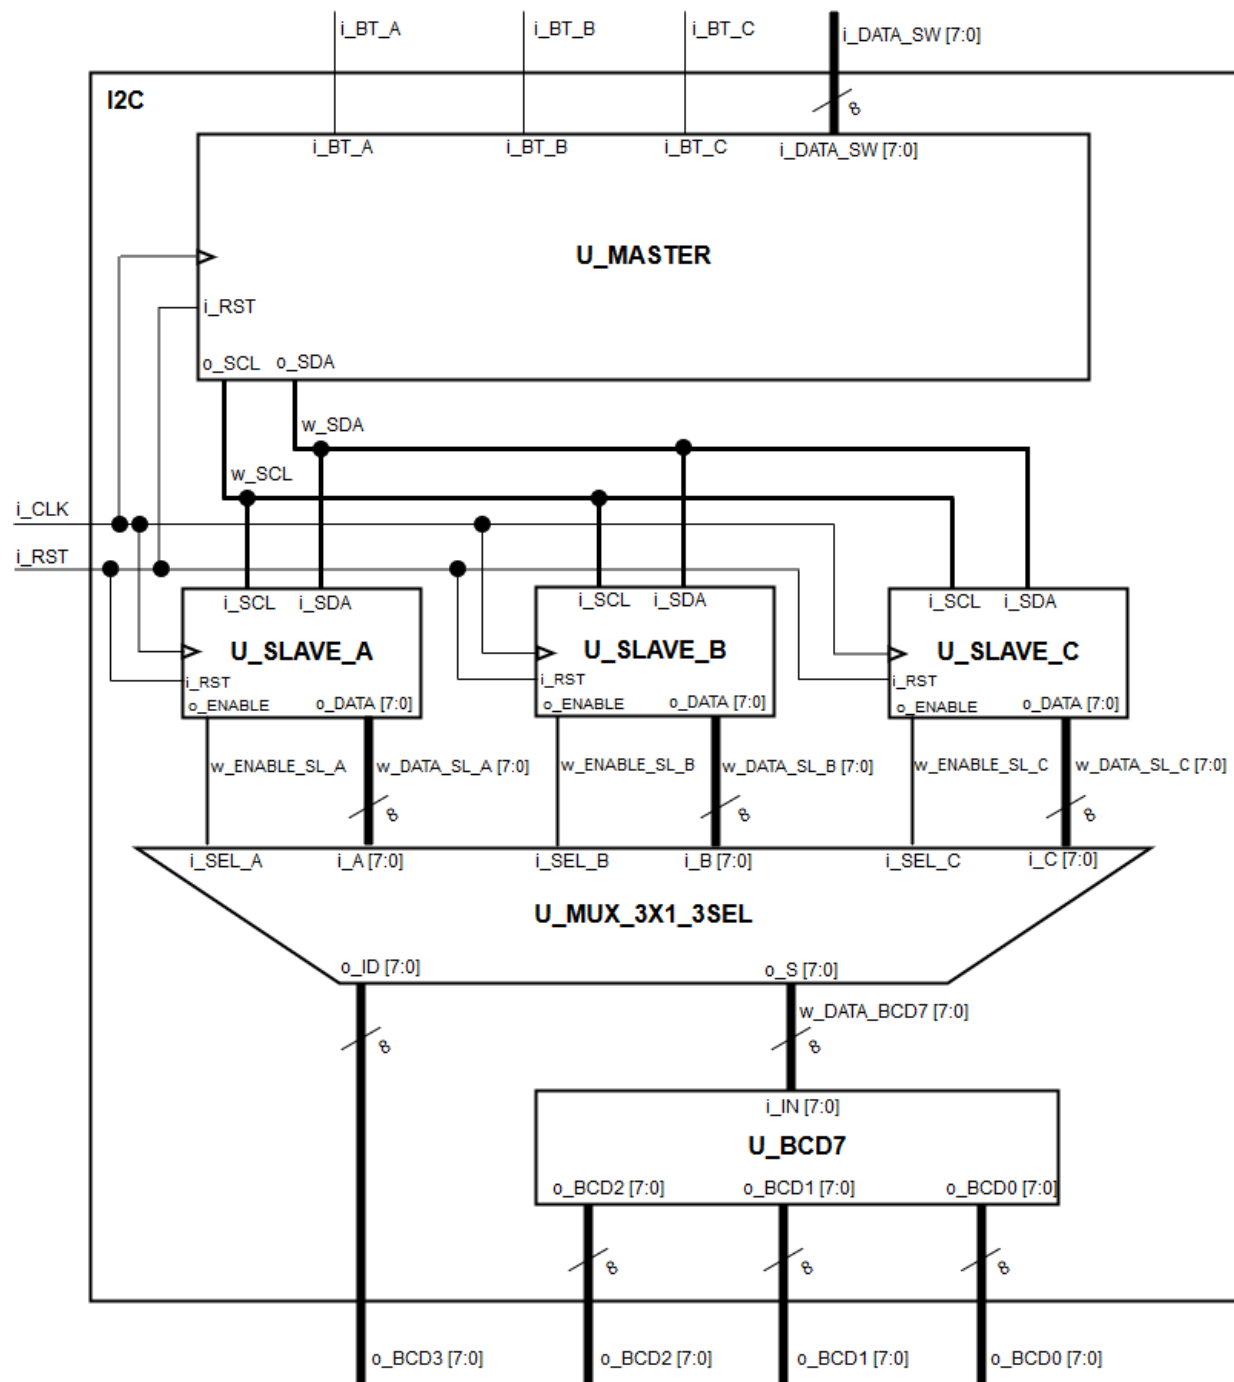 i_BT_A i_BT_B i_BT_C i_DATA_SW [7:0]
I2C
8
i_BT_A i_BT_B i_BT_C i_DATA_SW [7:0]
U_MASTER
i_RST
o_SCL o_SDA
w_SDA
w_SCL
i_CLK
i_RST
i_SCL i_SDA i_SCL i_SDA i_SCL i_SDA
U_SLAVE_A U_SLAVE_B U_SLAVE_C
i_RST i_RST i_RST
o_ENABLE o_DATA [7:0] o_ENABLE o_DATA [7:0] o_ENABLE o_DATA [7:0]
w_ENABLE_SL_A w_DATA_SL_A [7:0] w_ENABLE_SL_B w_DATA_SL_B [7:0] w_ENABLE_SL_C w_DATA_SL_C [7:0]
8 8 8
i_SEL_A i_A [7:0] i_SEL_B i_B [7:0] i_SEL_C i_C [7:0]
U_MUX_3X1_3SEL
o_ID [7:0] o_S [7:0]
w_DATA_BCD7 [7:0]
8 8
i_IN [7:0]
U_BCD7
o_BCD2 [7:0] o_BCD1 [7:0] o_BCD0 [7:0]
8 8 8
o_BCD3 [7:0] o_BCD2 [7:0] o_BCD1 [7:0] o_BCD0 [7:0]